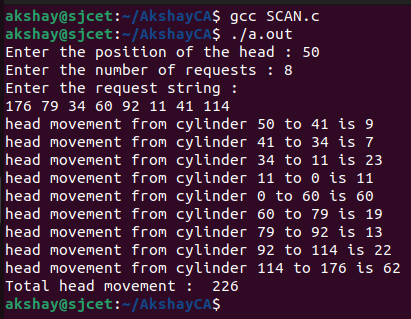 akshay@sjcet:~/AkshayCA$ gcc SCAN.c
akshay@sjcet:~/AkshayCA$ ./a.out
Enter the position of the head : 50
Enter the number of requests : 8
Enter the request string :
176 79 34 60 92 11 41 114
head movement from cylinder 50 to 41 is 9
head movement from cylinder 41 to 34 is 7
head movement from cylinder 34 to 11 is 23
head movement from cylinder 11 to 0 is 11
head movement from cylinder 0 to 60 is 60
head movement from cylinder 60 to 79 is 19
head movement from cylinder 79 to 92 is 13
head movement from cylinder 92 to 114 is 22
head movement from cylinder 114 to 176 is 62
Total head movement :  226
akshay@sjcet:~/AkshayCA$